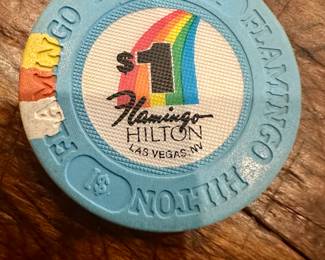 $1
Flamingo
HILTON
LAS VEGAS, NV
FLAMINGO
HILTON
$1
FLAMINGO